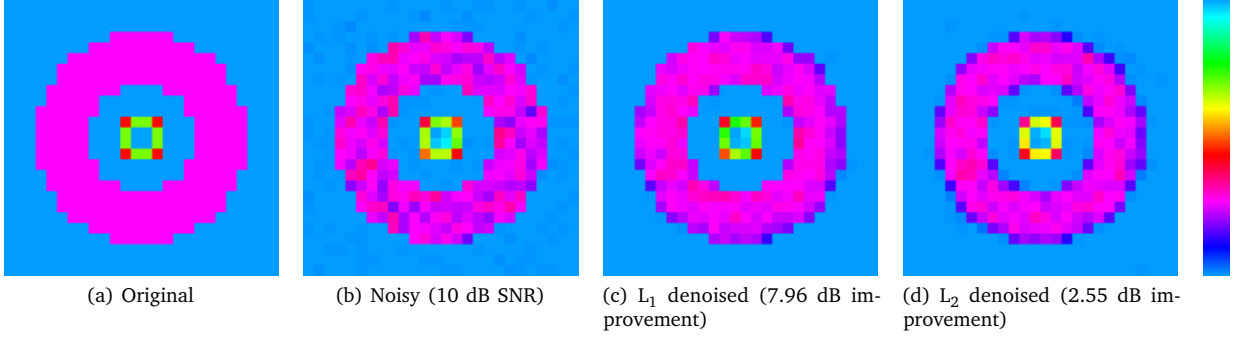 (a) Original
(b) Noisy (10 dB SNR)
(c) L₁ denoised (7.96 dB im-
provement)
(d) L₂ denoised (2.55 dB im-
provement)